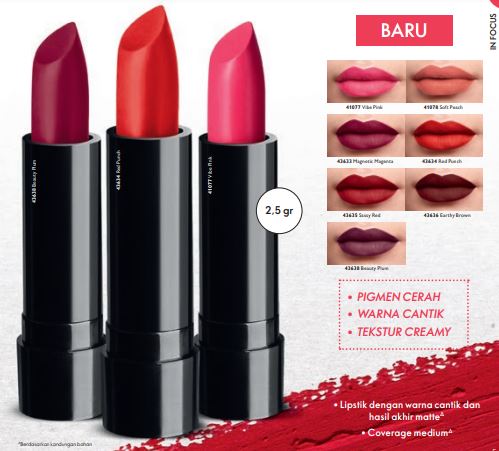 BARU
IN FOCUS
43638 Beauty Plum
43634 Red Punch
41077 Vibe Pink
2,5 gr
41077 Vibe Pink
41078 Soft Peach
43633 Magnetic Magenta
43634 Red Punch
43635 Sassy Red
43636 Earthy Brown
43638 Beauty Plum
• PIGMEN CERAH
• WARNA CANTIK
• TEKSTUR CREAMY
• Lipstik dengan warna cantik dan
hasil akhir matte∆
• Coverage medium∆
*Berdasarkan kandungan bahan